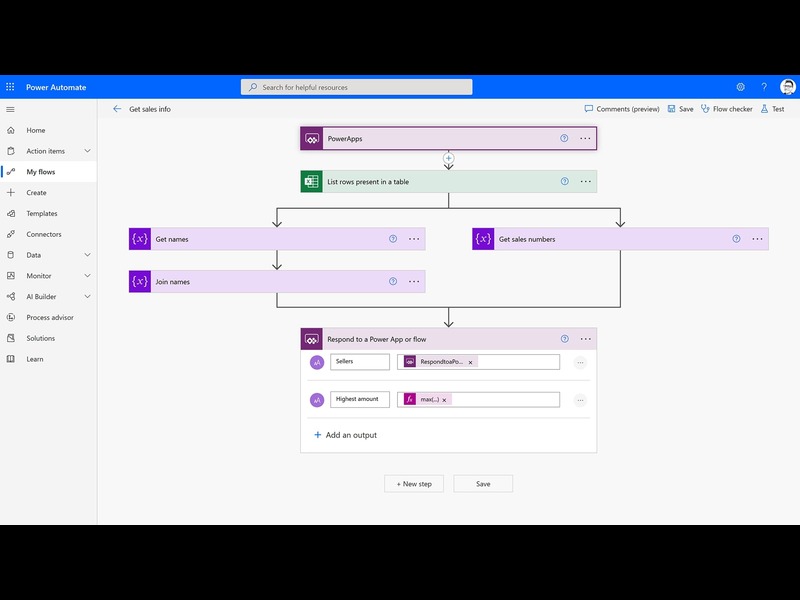 Power Automate
Search for helpful resources
?
Get sales info
Comments (preview)
Save
Flow checker
Test
Home
Action items
My flows
Create
Templates
Connectors
Data
Monitor
AI Builder
Process advisor
Solutions
Learn
PowerApps
List rows present in a table
{x} Get names
{x} Get sales numbers
{x} Join names
Respond to a Power App or flow
Sellers
RespondtoaPo... x
Highest amount
fx max(...) x
+ Add an output
+ New step
Save